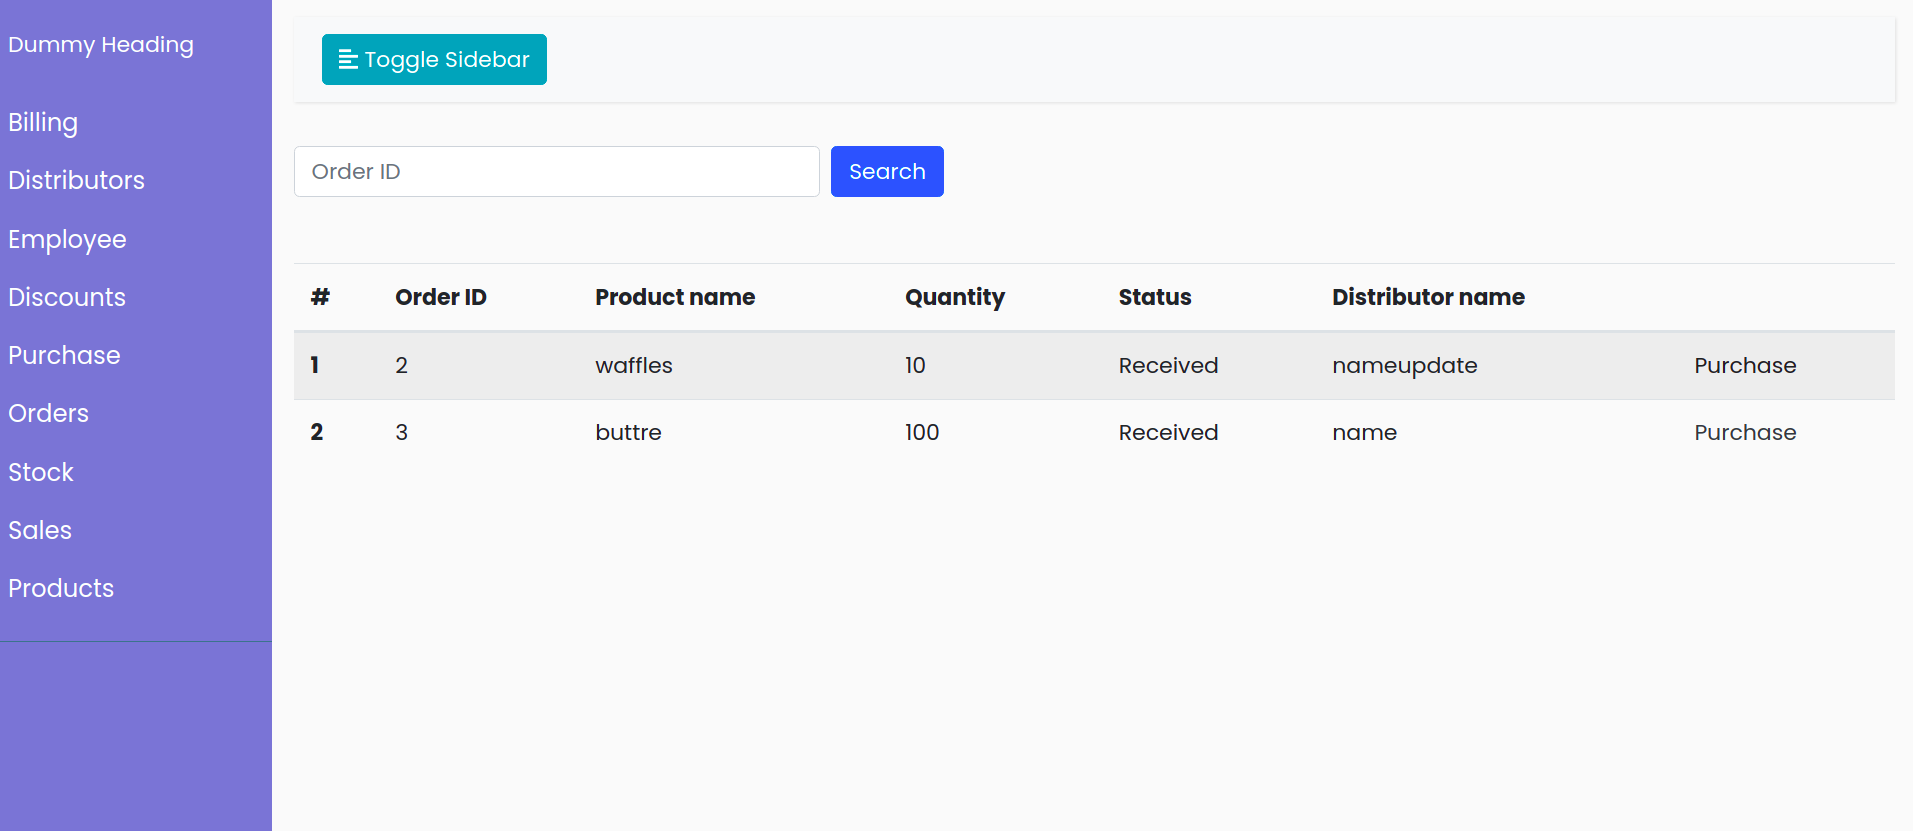 Dummy Heading
Billing
Distributors
Employee
Discounts
Purchase
Orders
Stock
Sales
Products
Toggle Sidebar
Order ID Search
# Order ID Product name Quantity Status Distributor name
1 2 waffles 10 Received nameupdate Purchase
2 3 buttre 100 Received name Purchase